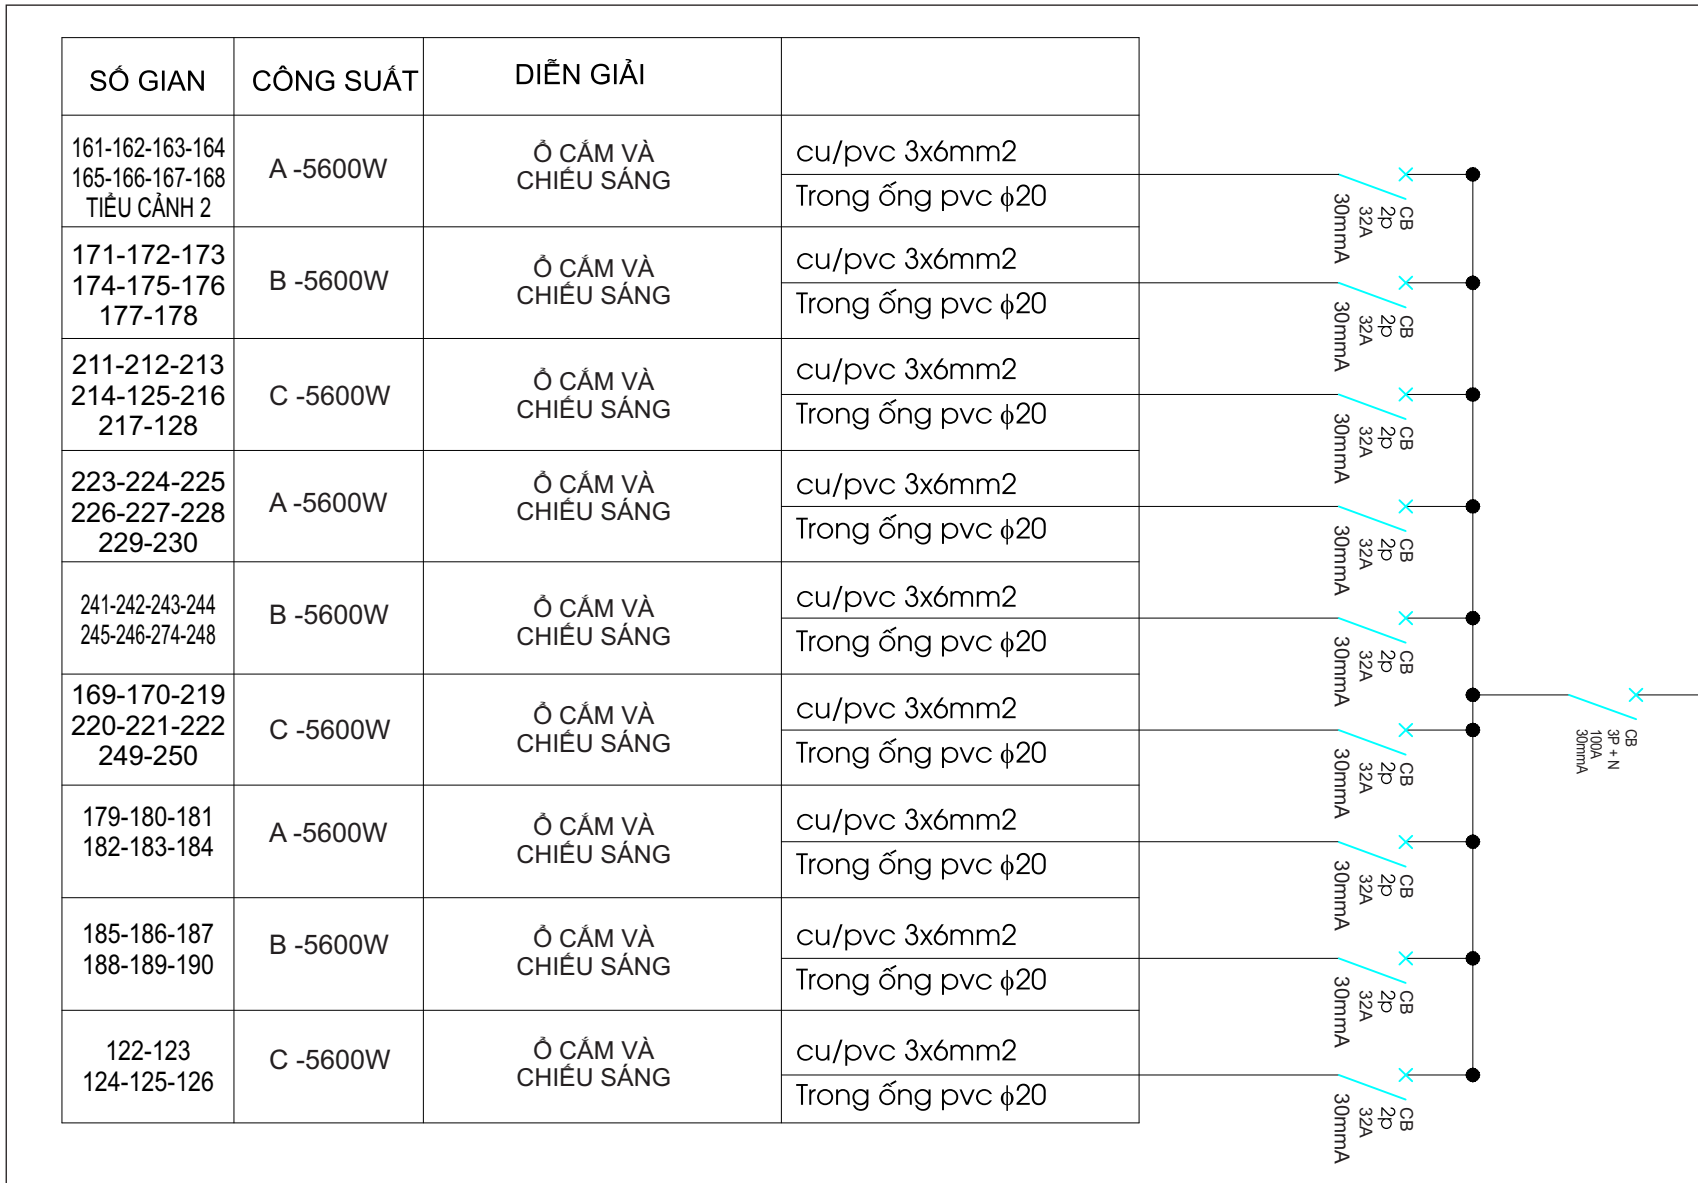 SỐ GIAN CÔNG SUẤT DIỄN GIẢI
161-162-163-164
165-166-167-168
TIỂU CẢNH 2
A -5600W
Ổ CẮM VÀ
CHIẾU SÁNG
cu/pvc 3x6mm2
Trong ống pvc ϕ20
CB
2p
32A
30mmA
171-172-173
174-175-176
177-178
B -5600W
Ổ CẮM VÀ
CHIẾU SÁNG
cu/pvc 3x6mm2
Trong ống pvc ϕ20
CB
2p
32A
30mmA
211-212-213
214-125-216
217-128
C -5600W
Ổ CẮM VÀ
CHIẾU SÁNG
cu/pvc 3x6mm2
Trong ống pvc ϕ20
CB
2p
32A
30mmA
223-224-225
226-227-228
229-230
A -5600W
Ổ CẮM VÀ
CHIẾU SÁNG
cu/pvc 3x6mm2
Trong ống pvc ϕ20
CB
2p
32A
30mmA
241-242-243-244
245-246-274-248
B -5600W
Ổ CẮM VÀ
CHIẾU SÁNG
cu/pvc 3x6mm2
Trong ống pvc ϕ20
CB
2p
32A
30mmA
169-170-219
220-221-222
249-250
C -5600W
Ổ CẮM VÀ
CHIẾU SÁNG
cu/pvc 3x6mm2
Trong ống pvc ϕ20
CB
2p
32A
30mmA
CB
3P + N
100A
30mmA
179-180-181
182-183-184
A -5600W
Ổ CẮM VÀ
CHIẾU SÁNG
cu/pvc 3x6mm2
Trong ống pvc ϕ20
CB
2p
32A
30mmA
185-186-187
188-189-190
B -5600W
Ổ CẮM VÀ
CHIẾU SÁNG
cu/pvc 3x6mm2
Trong ống pvc ϕ20
CB
2p
32A
30mmA
122-123
124-125-126
C -5600W
Ổ CẮM VÀ
CHIẾU SÁNG
cu/pvc 3x6mm2
Trong ống pvc ϕ20
CB
2p
32A
30mmA